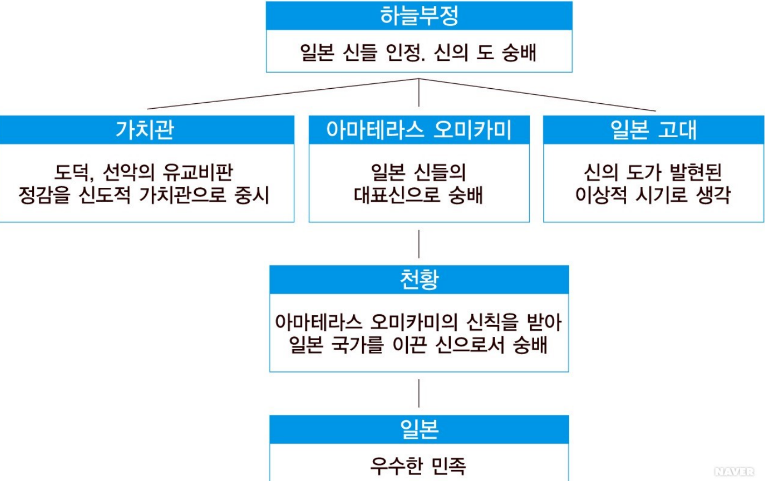 하늘부정
일본 신들 인정. 신의 도 숭배
가치관
도덕, 선악의 유교비판
정감을 신도적 가치관으로 중시
아마테라스 오미카미
일본 신들의
대표신으로 숭배
일본 고대
신의 도가 발현된
이상적 시기로 생각
천황
아마테라스 오미카미의 신칙을 받아
일본 국가를 이끈 신으로서 숭배
일본
우수한 민족
NAVER